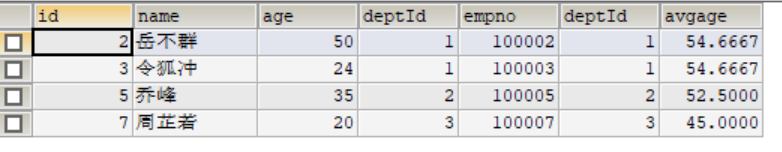 id name age deptId empno deptId avgage
2 岳不群 50 1 100002 1 54.6667
3 令狐冲 24 1 100003 1 54.6667
5 乔峰 35 2 100005 2 52.5000
7 周芷若 20 3 100007 3 45.0000